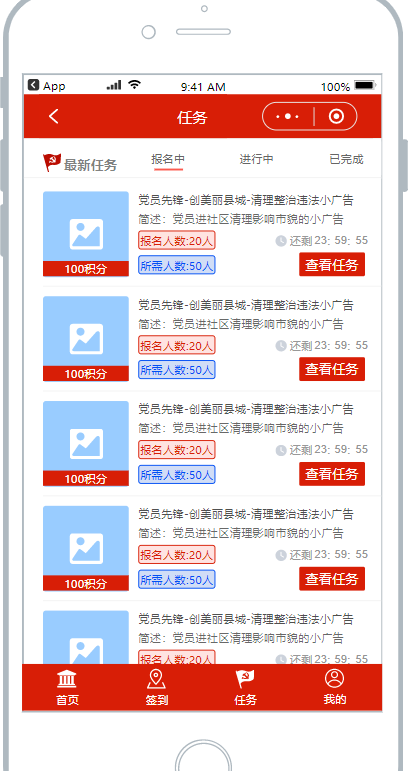 App 9:41 AM 100%
任务
最新任务 报名中 进行中 已完成
党员先锋-创美丽县城-清理整治违法小广告
简述：党员进社区清理影响市貌的小广告
报名人数:20人 还剩 23: 59: 55
所需人数:50人 查看任务
100积分
党员先锋-创美丽县城-清理整治违法小广告
简述：党员进社区清理影响市貌的小广告
报名人数:20人 还剩 23: 59: 55
所需人数:50人 查看任务
100积分
党员先锋-创美丽县城-清理整治违法小广告
简述：党员进社区清理影响市貌的小广告
报名人数:20人 还剩 23: 59: 55
所需人数:50人 查看任务
100积分
党员先锋-创美丽县城-清理整治违法小广告
简述：党员进社区清理影响市貌的小广告
报名人数:20人 还剩 23: 59: 55
所需人数:50人 查看任务
100积分
党员先锋-创美丽县城-清理整治违法小广告
简述：党员进社区清理影响市貌的小广告
报名人数:20人 还剩 23: 59: 55
首页 签到 任务 我的